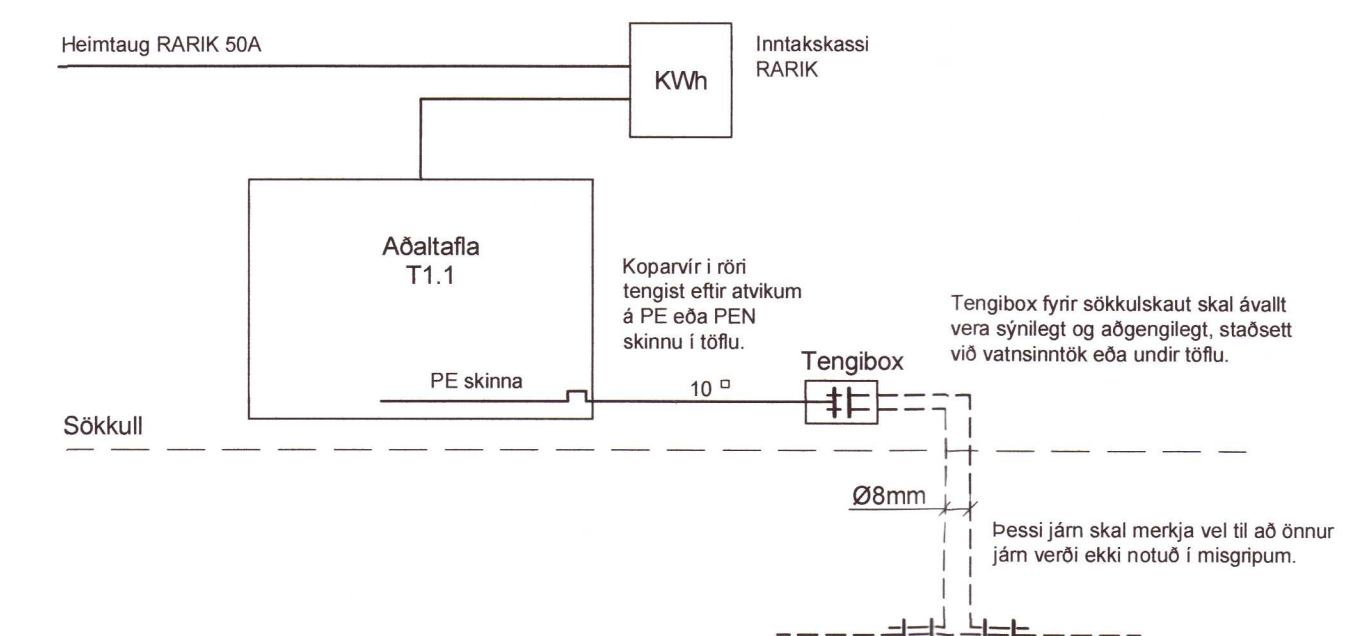 Heimtaug RARIK 50A
KWh
Inntakskassi
RARIK
Aðaltafla
T1.1
Koparvír i röri
tengist eftir atvikum
á PE eða PEN
skinnu í töflu.
Tengibox fyrir sökkulskaut skal ávallt
vera sýnilegt og aðgengilegt, staðsett
við vatnsinntök eða undir töflu.
Tengibox
PE skinna
10 □
Sökkull
Ø8mm
Þessi járn skal merkja vel til að önnur
járn verði ekki notuð í misgripum.